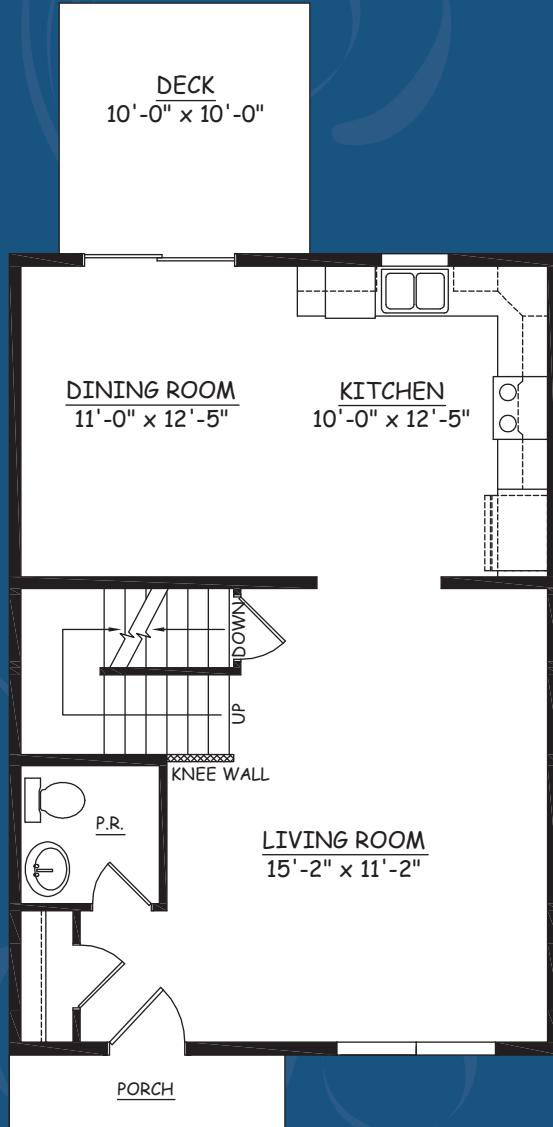 DECK
10'-0" x 10'-0"
DINING ROOM
11'-0" x 12'-5"
KITCHEN
10'-0" x 12'-5"
DOWN
UP
KNEE WALL
P.R.
LIVING ROOM
15'-2" x 11'-2"
PORCH